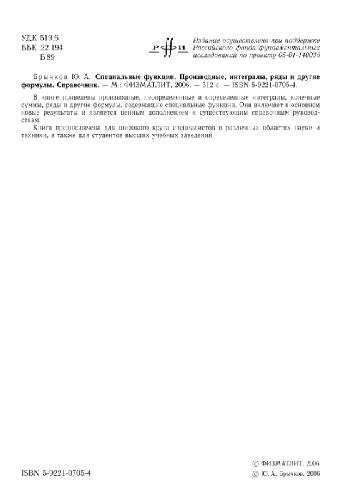 УДК 519.6
ББК 22.194
Б 89
Р Ф И
Издание осуществлено при поддержке
Российского фонда фундаментальных
исследований по проекту 05-01-14002б
Брычков Ю. А. Специальные функции. Производные, интегралы, ряды и другие
формулы. Справочник. — М.: ФИЗМАТЛИТ, 2006. — 512 с. — ISBN 5-9221-0705-4.
В книге приведены производные, неопределенные и определенные интегралы, конечные
суммы, ряды и другие формулы, содержащие специальные функции. Она включает в основном
новые результаты и является ценным дополнением к существующим справочным руковод-
ствам.
Книга предназначена для широкого круга специалистов в различных областях науки и
техники, а также для студентов высших учебных заведений.
ISBN 5-9221-0705-4
© ФИЗМАТЛИТ, 2006
© Ю. А. Брычков, 2006